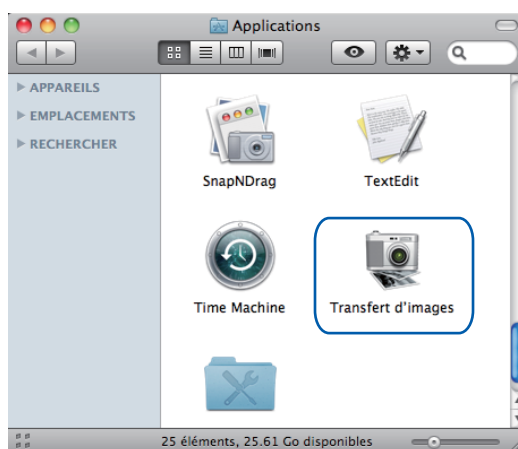 Applications
APPAREILS
EMPLACEMENTS
RECHERCHER
SnapNDrag
TextEdit
Time Machine
Transfert d'images
25 éléments, 25.61 Go disponibles